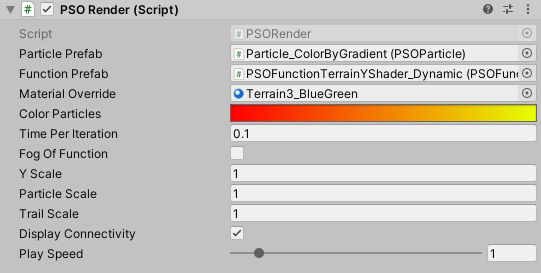 PSO Render (Script)
Script PSORender
Particle Prefab Particle_ColorByGradient (PSOParticle)
Function Prefab PSOFunctionTerrainYShader_Dynamic (PSOFun
Material Override Terrain3_BlueGreen
Color Particles
Time Per Iteration 0.1
Fog Of Function
Y Scale 1
Particle Scale 1
Trail Scale 1
Display Connectivity
Play Speed 1